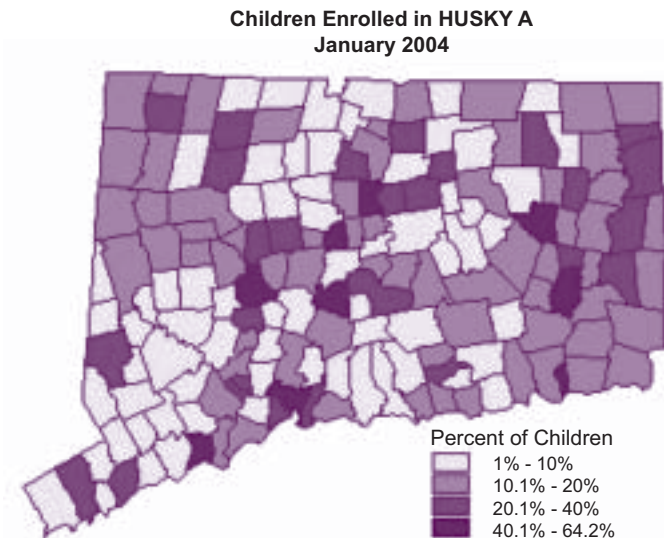 Children Enrolled in HUSKY A
January 2004
Percent of Children
1% - 10%
10.1% - 20%
20.1% - 40%
40.1% - 64.2%